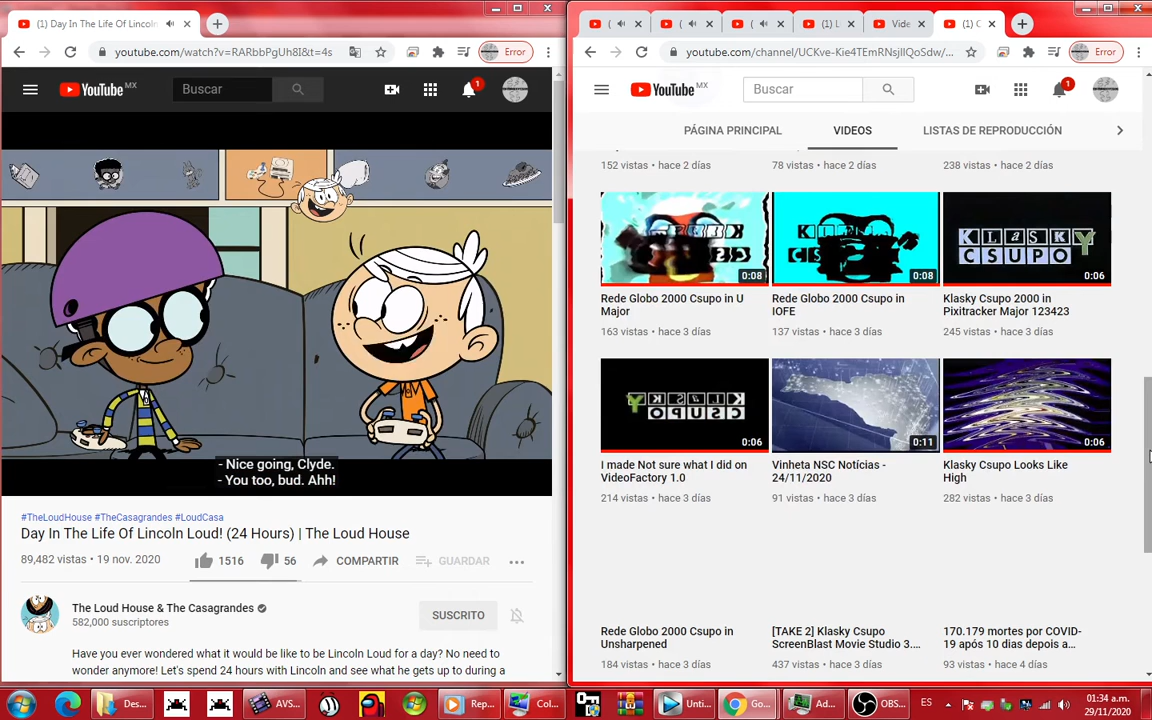 (1) Day In The Life Of Lincoln
youtube.com/watch?v=RARbbPgUh8I&t=4s
Error
YouTube MX
Buscar
1
- Nice going, Clyde.
- You too, bud. Ahh!
#TheLoudHouse #TheCasagrandes #LoudCasa
Day In The Life Of Lincoln Loud! (24 Hours) | The Loud House
89,482 vistas • 19 nov. 2020
1516
56
COMPARTIR
GUARDAR
The Loud House & The Casagrandes
582,000 suscriptores
SUSCRITO
Have you ever wondered what it would be like to be Lincoln Loud for a day? No need to
wonder anymore! Let's spend 24 hours with Lincoln and see what he gets up to during a
(
(
(
(1) L
Vide
(1) C
youtube.com/channel/UCKve-Kie4TEmRNsjlIQoSdw/...
Error
YouTube MX
Buscar
1
PÁGINA PRINCIPAL
VIDEOS
LISTAS DE REPRODUCCIÓN
152 vistas • hace 2 días
78 vistas • hace 2 días
238 vistas • hace 2 días
0:08
0:08
KLaSKY
CSUPO
0:06
Rede Globo 2000 Csupo in U
Major
163 vistas • hace 3 días
Rede Globo 2000 Csupo in
IOFE
137 vistas • hace 3 días
Klasky Csupo 2000 in
Pixitracker Major 123423
245 vistas • hace 3 días
0:06
0:11
0:06
I made Not sure what I did on
VideoFactory 1.0
214 vistas • hace 3 días
Vinheta NSC Notícias -
24/11/2020
91 vistas • hace 3 días
Klasky Csupo Looks Like
High
282 vistas • hace 3 días
Rede Globo 2000 Csupo in
Unsharpened
184 vistas • hace 3 días
[TAKE 2] Klasky Csupo
ScreenBlast Movie Studio 3....
437 vistas • hace 3 días
170.179 mortes por COVID-
19 após 10 dias depois a...
93 vistas • hace 4 días
Des...
AVS...
Rep...
Col...
Unti...
Go...
Ad...
OBS...
ES
01:34 a.m.
29/11/2020